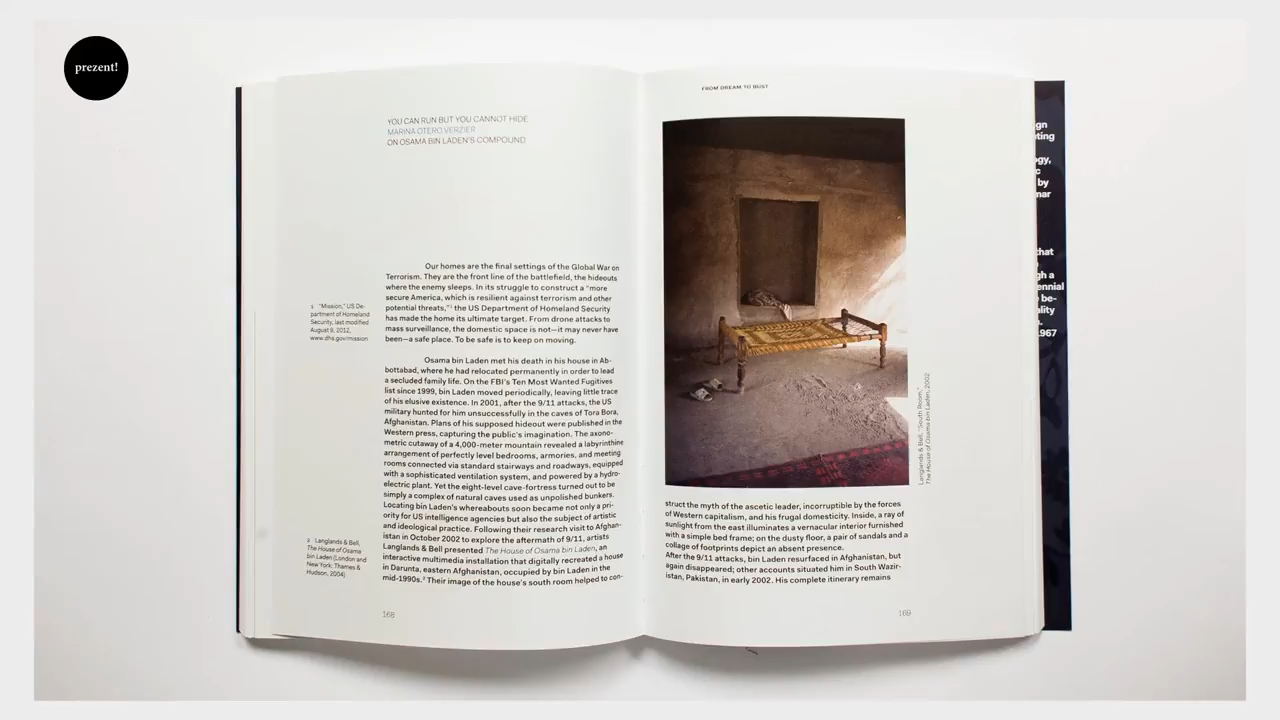 prezent!
YOU CAN RUN BUT YOU CANNOT HIDE
MARINA OTERO VERZIER
ON OSAMA BIN LADEN'S COMPOUND
Our homes are the final settings of the Global War on
Terrorism. They are the front line of the battlefield, the hideouts
where the enemy sleeps. In its struggle to construct a “more
secure America, which is resilient against terrorism and other
potential threats,”1 the US Department of Homeland Security
has made the home its ultimate target. From drone attacks to
mass surveillance, the domestic space is not—it may never have
been—a safe place. To be safe is to keep on moving.
1 “Mission,” US De-
partment of Homeland
Security, last modified
August 8, 2012,
www.dhs.gov/mission
Osama bin Laden met his death in his house in Ab-
bottabad, where he had relocated permanently in order to lead
a secluded family life. On the FBI's Ten Most Wanted Fugitives
list since 1999, bin Laden moved periodically, leaving little trace
of his elusive existence. In 2001, after the 9/11 attacks, the US
military hunted for him unsuccessfully in the caves of Tora Bora,
Afghanistan. Plans of his supposed hideout were published in the
Western press, capturing the public's imagination. The axono-
metric cutaway of a 4,000-meter mountain revealed a labyrinthine
arrangement of perfectly level bedrooms, armories, and meeting
rooms connected via standard stairways and roadways, equipped
with a sophisticated ventilation system, and powered by a hydro-
electric plant. Yet the eight-level cave-fortress turned out to be
simply a complex of natural caves used as unpolished bunkers.
Locating bin Laden's whereabouts soon became not only a pri-
ority for US intelligence agencies but also the subject of artistic
and ideological practice. Following their research visit to Afghan-
istan in October 2002 to explore the aftermath of 9/11, artists
Langlands & Bell presented The House of Osama bin Laden, an
interactive multimedia installation that digitally recreated a house
in Darunta, eastern Afghanistan, occupied by bin Laden in the
mid-1990s.2 Their image of the house's south room helped to con-
2 Langlands & Bell,
The House of Osama
bin Laden (London and
New York: Thames &
Hudson, 2004)
168
FROM DREAM TO BUST
Langlands & Bell, “South Room,”
The House of Osama bin Laden, 2002
struct the myth of the ascetic leader, incorruptible by the forces
of Western capitalism, and his frugal domesticity. Inside, a ray of
sunlight from the east illuminates a vernacular interior furnished
with a simple bed frame; on the dusty floor, a pair of sandals and a
collage of footprints depict an absent presence.
After the 9/11 attacks, bin Laden resurfaced in Afghanistan, but
again disappeared; other accounts situated him in South Wazir-
istan, Pakistan, in early 2002. His complete itinerary remains
169
ign
ting
ogy,
c
by
mar
that
gh a
ennial
be-
ality
1967